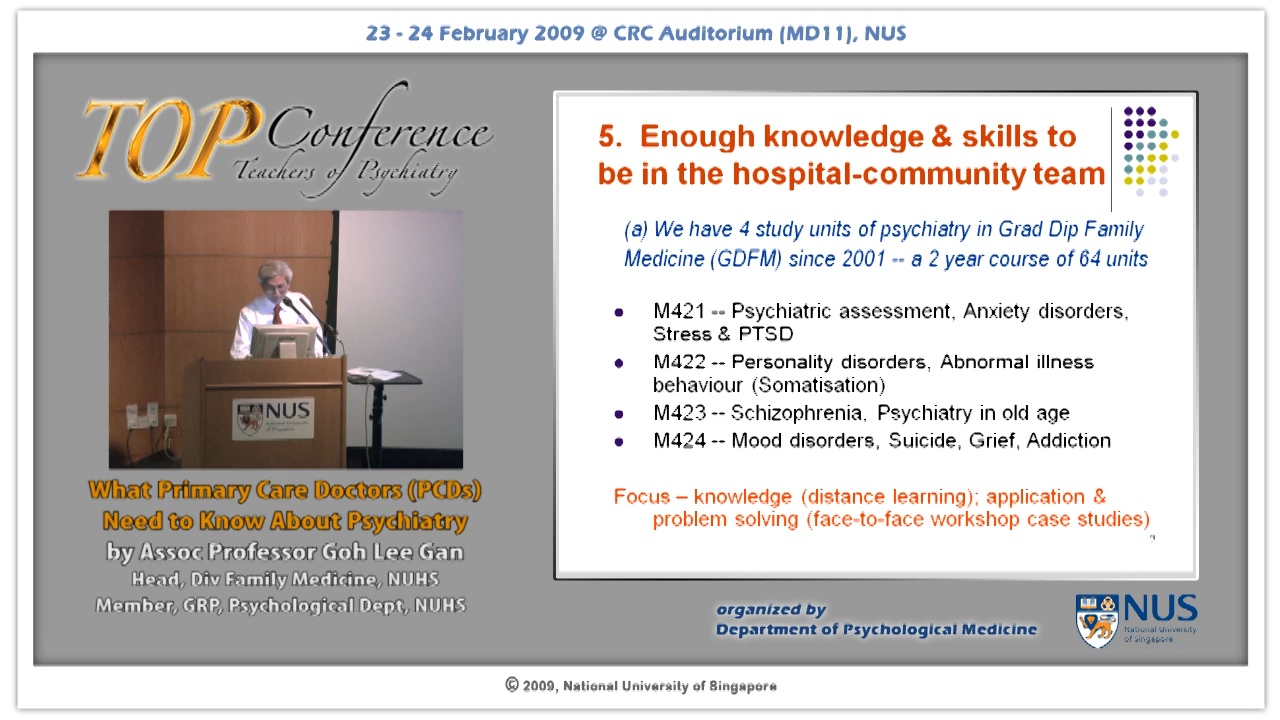 23 - 24 February 2009 @ CRC Auditorium (MD11), NUS
TOP Conference
Teachers of Psychiatry
NUS
National University
of Singapore
What Primary Care Doctors (PCDs)
Need to Know About Psychiatry
by Assoc Professor Goh Lee Gan
Head, Div Family Medicine, NUHS
Member, GRP, Psychological Dept, NUHS
5. Enough knowledge & skills to
be in the hospital-community team
(a) We have 4 study units of psychiatry in Grad Dip Family
Medicine (GDFM) since 2001 -- a 2 year course of 64 units
• M421 -- Psychiatric assessment, Anxiety disorders,
Stress & PTSD
• M422 -- Personality disorders, Abnormal illness
behaviour (Somatisation)
• M423 -- Schizophrenia, Psychiatry in old age
• M424 -- Mood disorders, Suicide, Grief, Addiction
Focus – knowledge (distance learning); application &
problem solving (face-to-face workshop case studies)
organized by
Department of Psychological Medicine
NUS
National University
of Singapore
© 2009, National University of Singapore